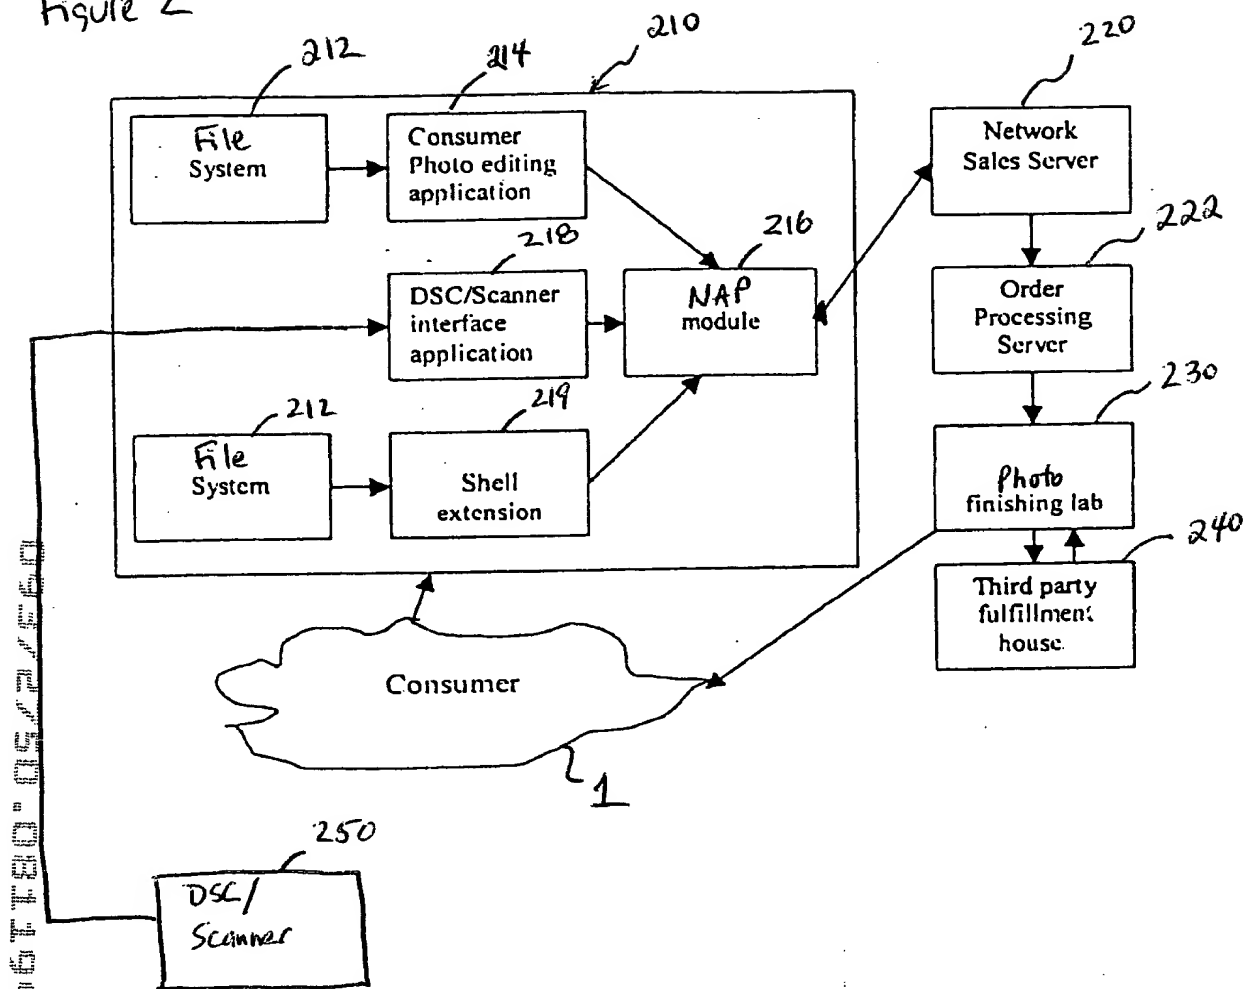 Figure 2
212
214
210
220
File
System
Consumer
Photo editing
application
Network
Sales Server
218
216
222
DSC/Scanner
interface
application
NAP
module
Order
Processing
Server
212
219
230
File
System
Shell
extension
Photo
finishing lab
240
Third party
fulfillment
house
Consumer
1
250
DSC/
Scanner